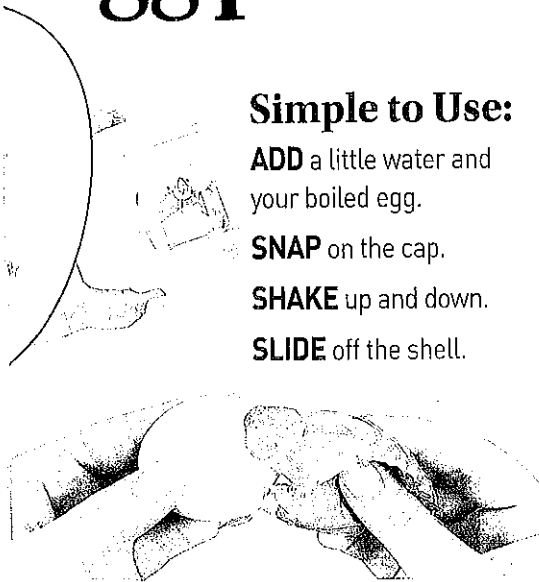 Simple to Use:
ADD a little water and
your boiled egg.
SNAP on the cap.
SHAKE up and down.
SLIDE off the shell.